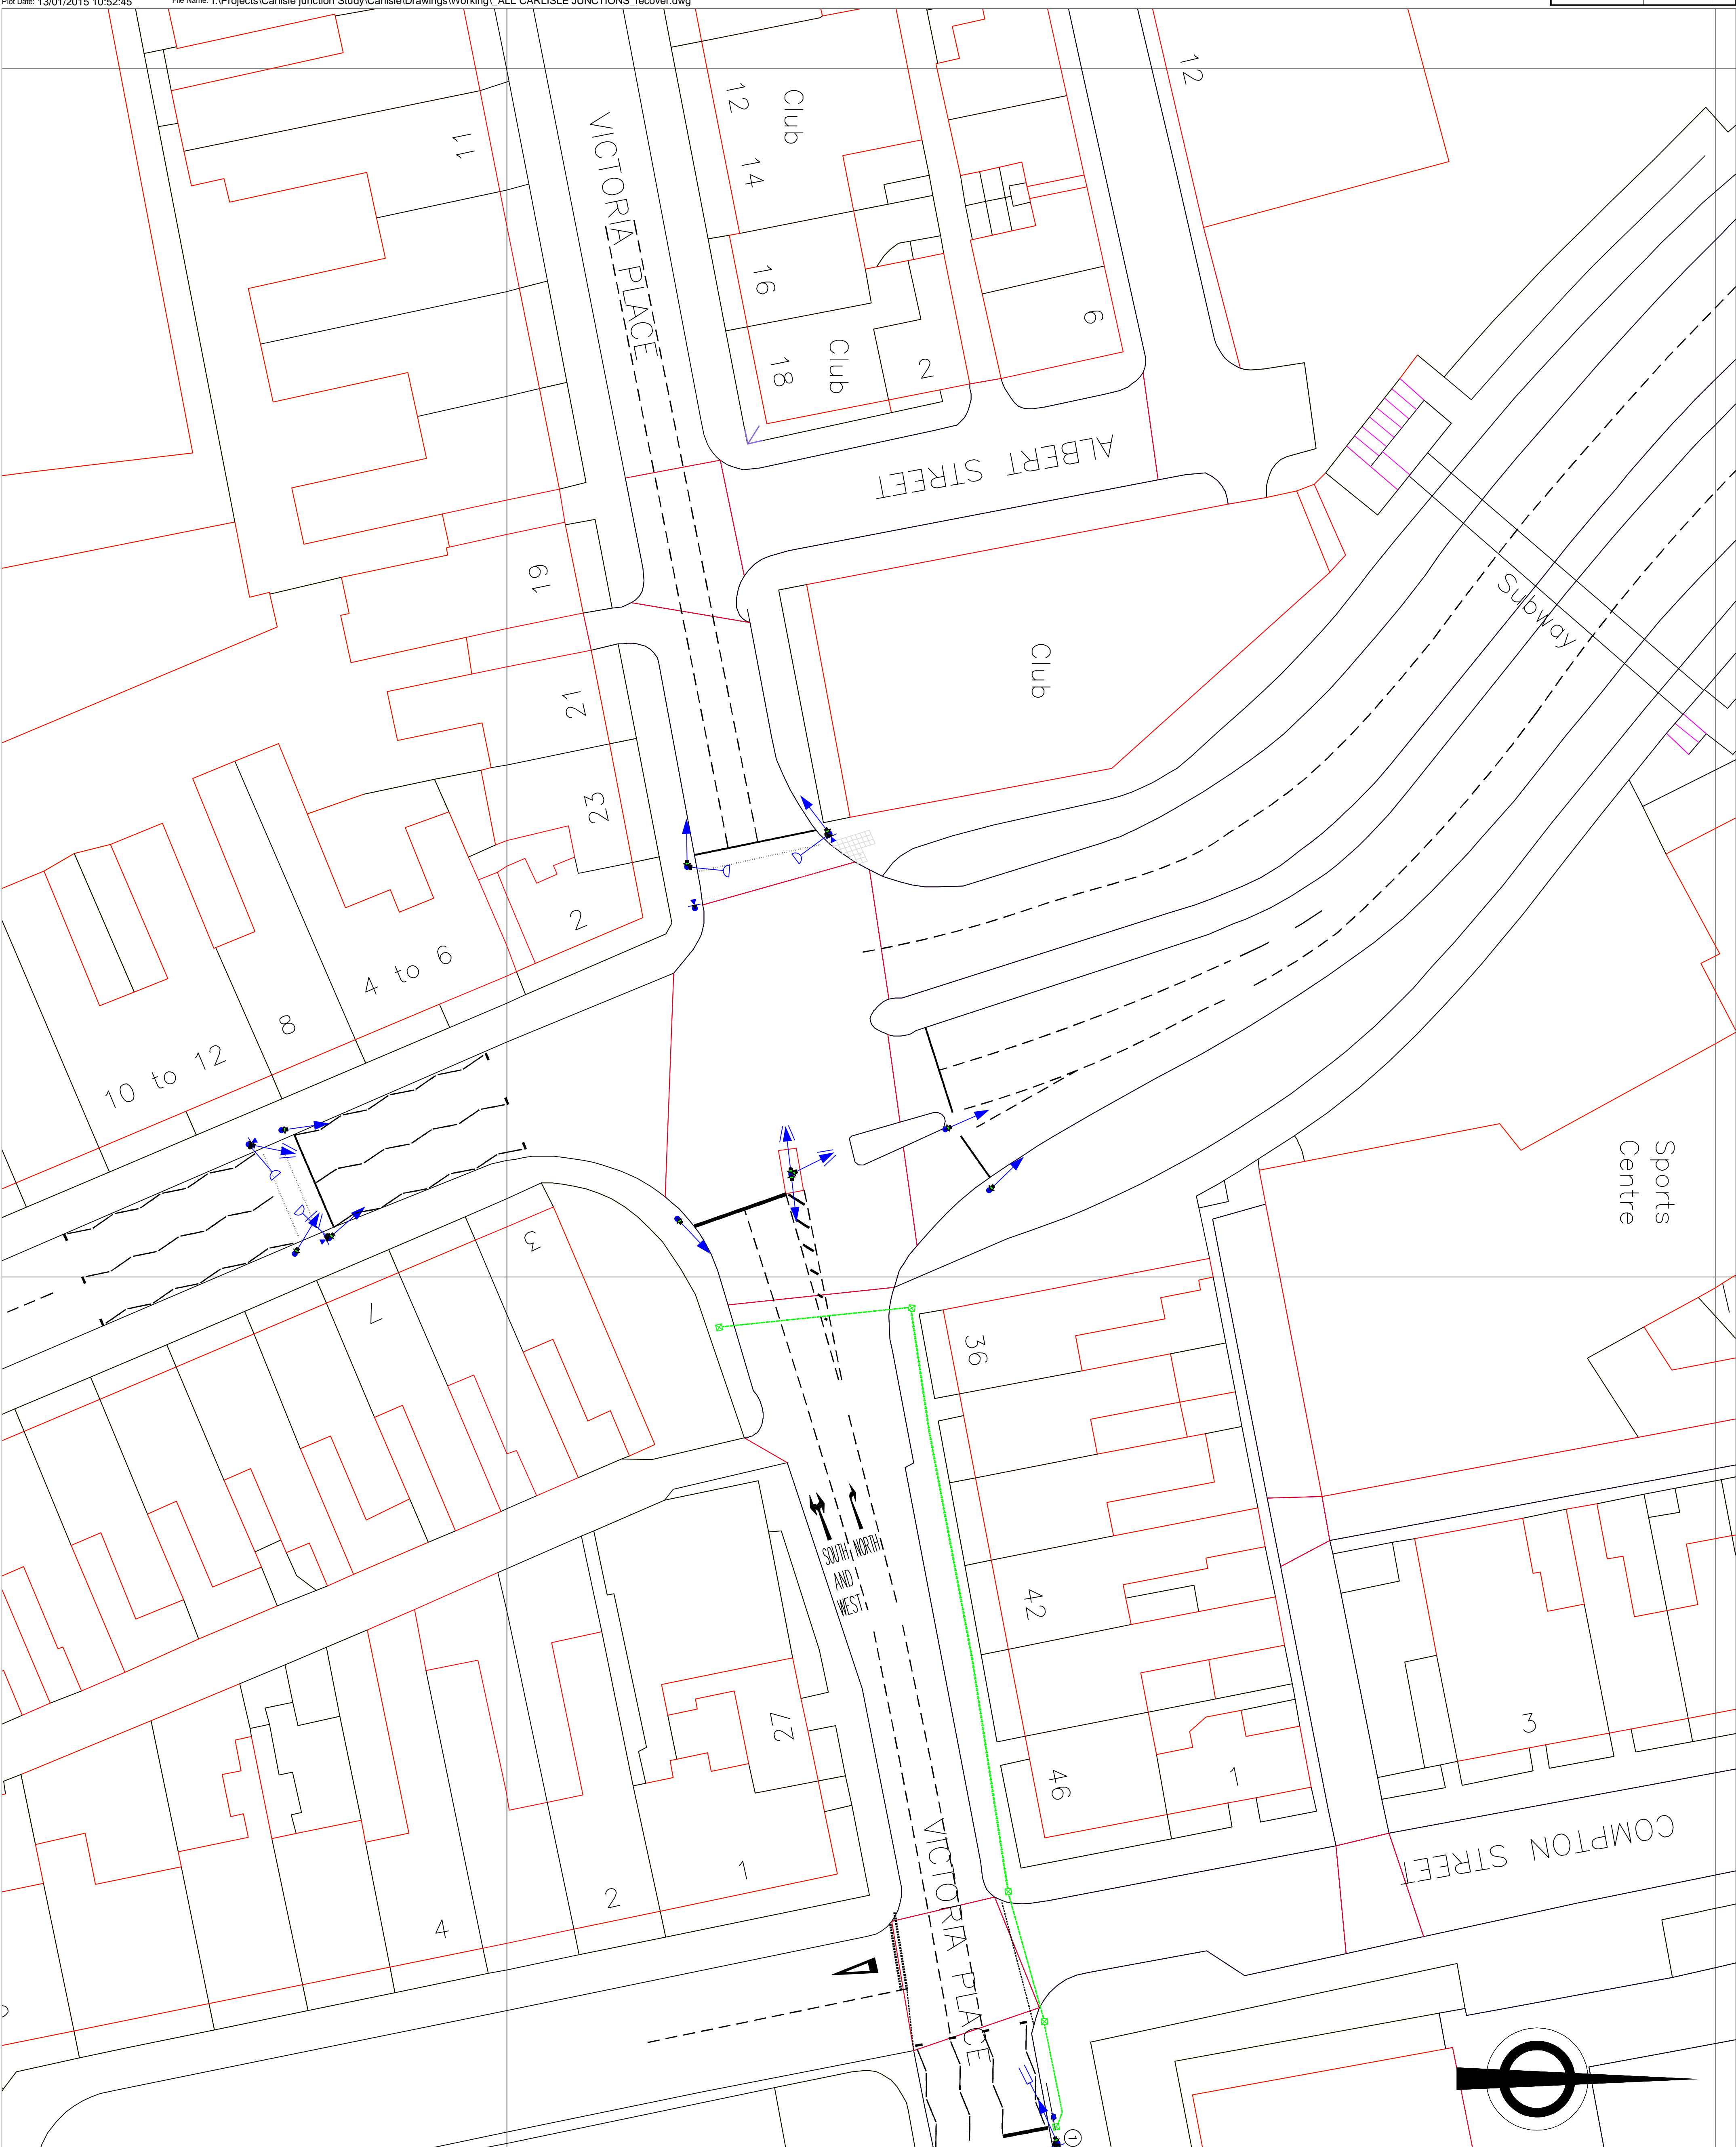 Plot Date: 13/01/2015 10:52:45
File Name: I:\Projects\Carlisle junction Study\Carlisle\Drawings\Working\_ALL CARLISLE JUNCTIONS_recover.dwg
12
12
Club
11
VICTORIA PLACE
14
16
6
18
Club
2
ALBERT STREET
19
Subway
Club
21
23
2
4 to 6
8
10 to 12
Sports
Centre
3
7
36
SOUTH
AND
WEST
NORTH
42
27
3
46
1
VICTORIA PLACE
COMPTON STREET
1
2
4
1